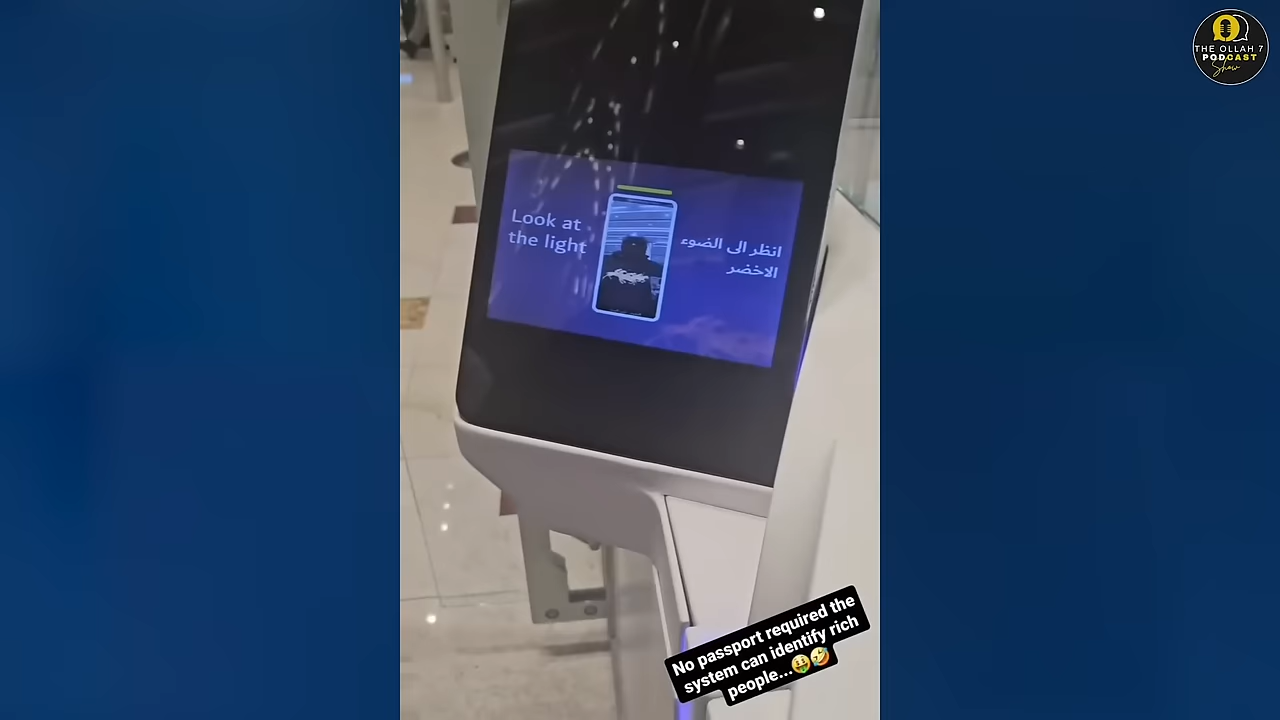 THE OLLAH 7
PODCAST
Show
Look at
the light
انظر الى الضوء
الاخضر
No passport required the
system can identify rich
people...🤑🤣